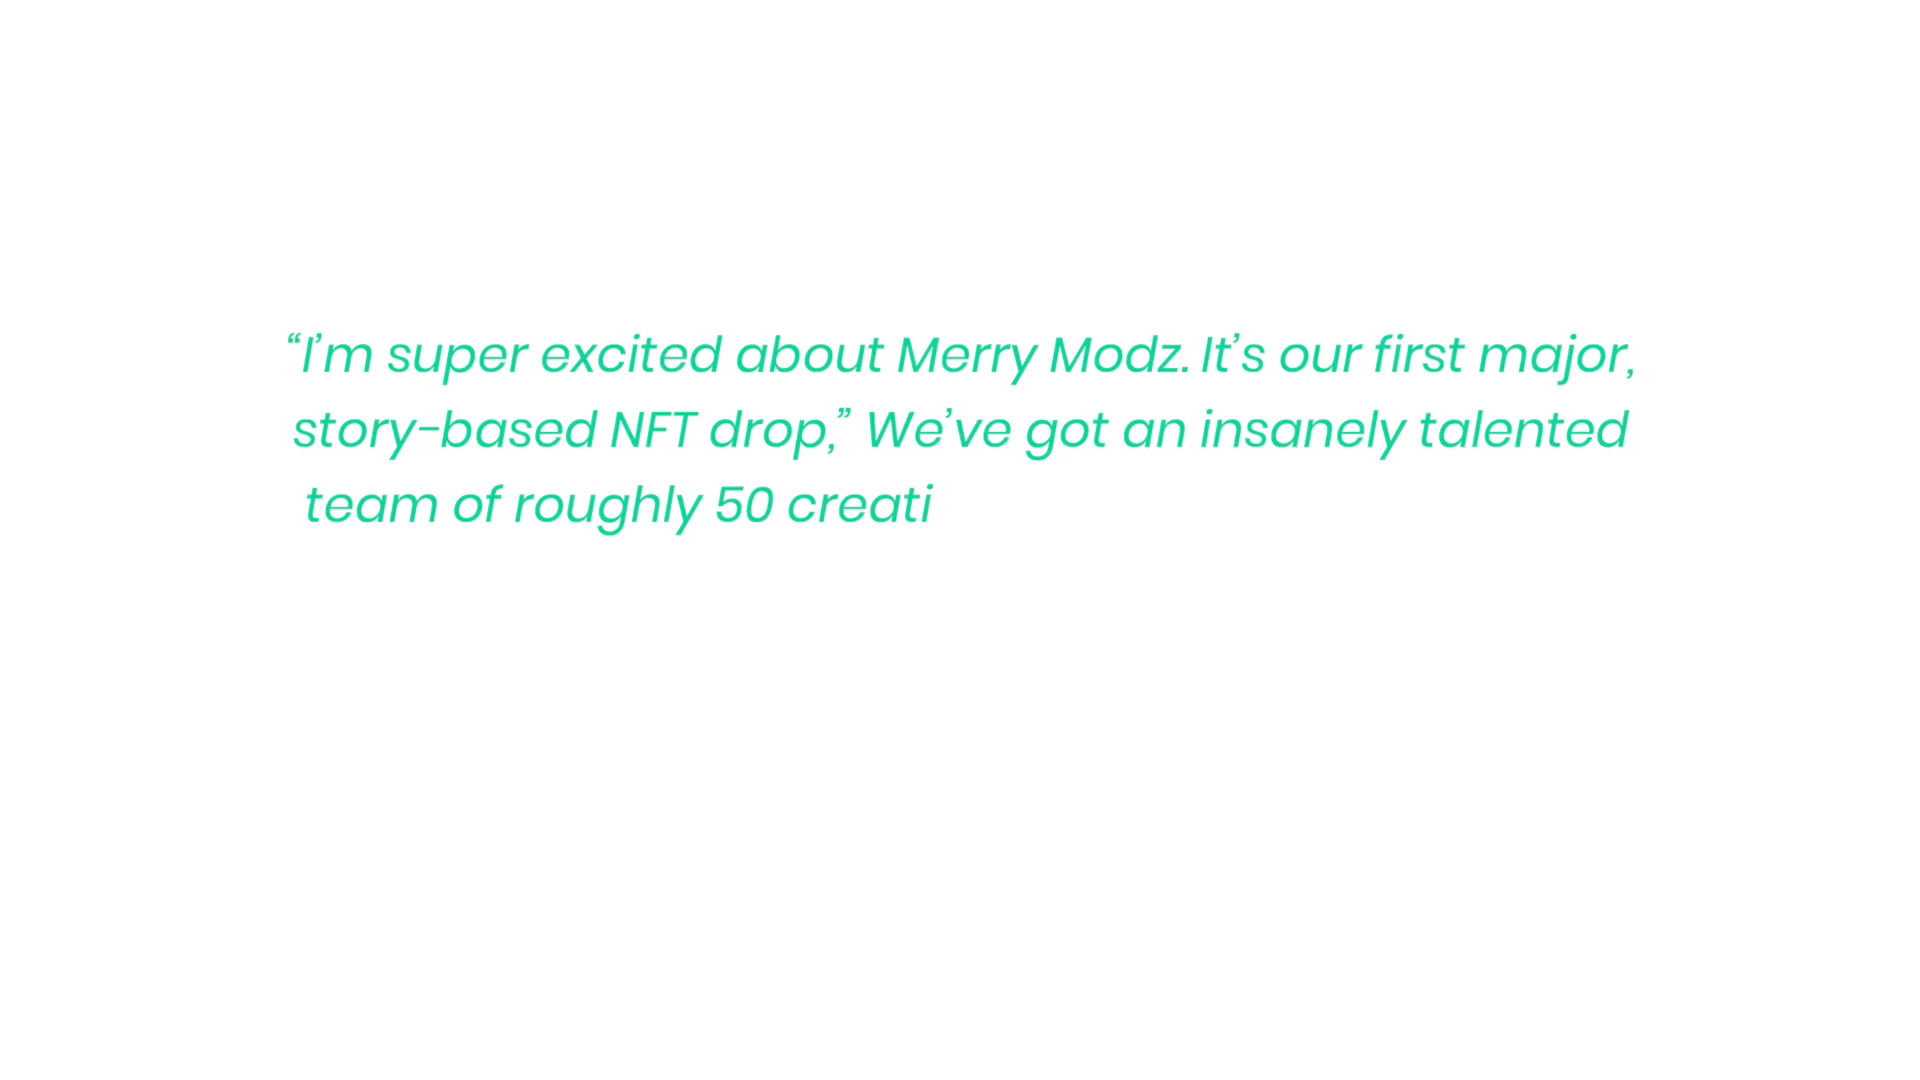 “I’m super excited about Merry Modz. It’s our first major,
story-based NFT drop,” We’ve got an insanely talented
team of roughly 50 creati